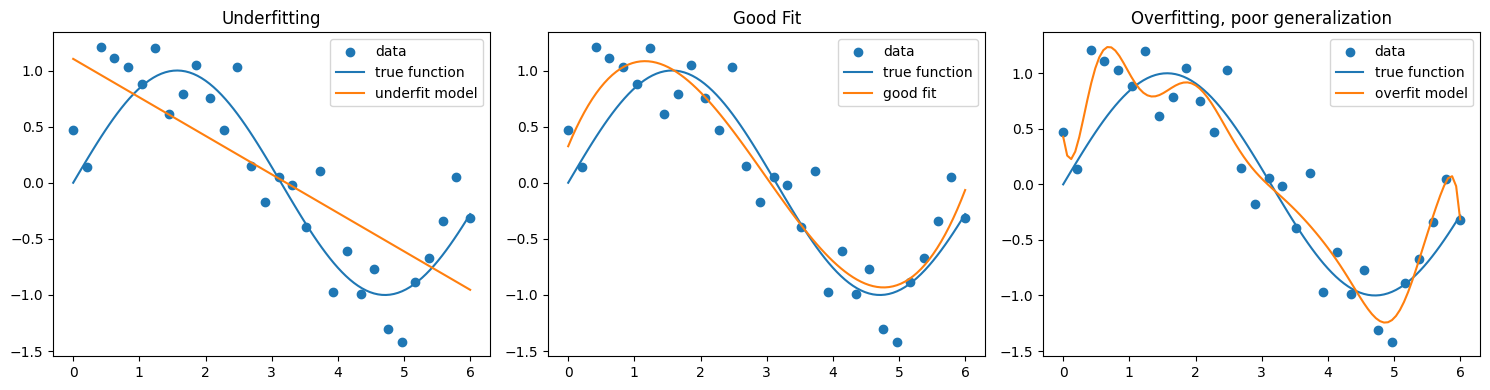 Underfitting
data
true function
underfit model
1.0
0.5
0.0
-0.5
-1.0
-1.5
0 1 2 3 4 5 6
Good Fit
data
true function
good fit
1.0
0.5
0.0
-0.5
-1.0
-1.5
0 1 2 3 4 5 6
Overfitting, poor generalization
data
true function
overfit model
1.0
0.5
0.0
-0.5
-1.0
-1.5
0 1 2 3 4 5 6